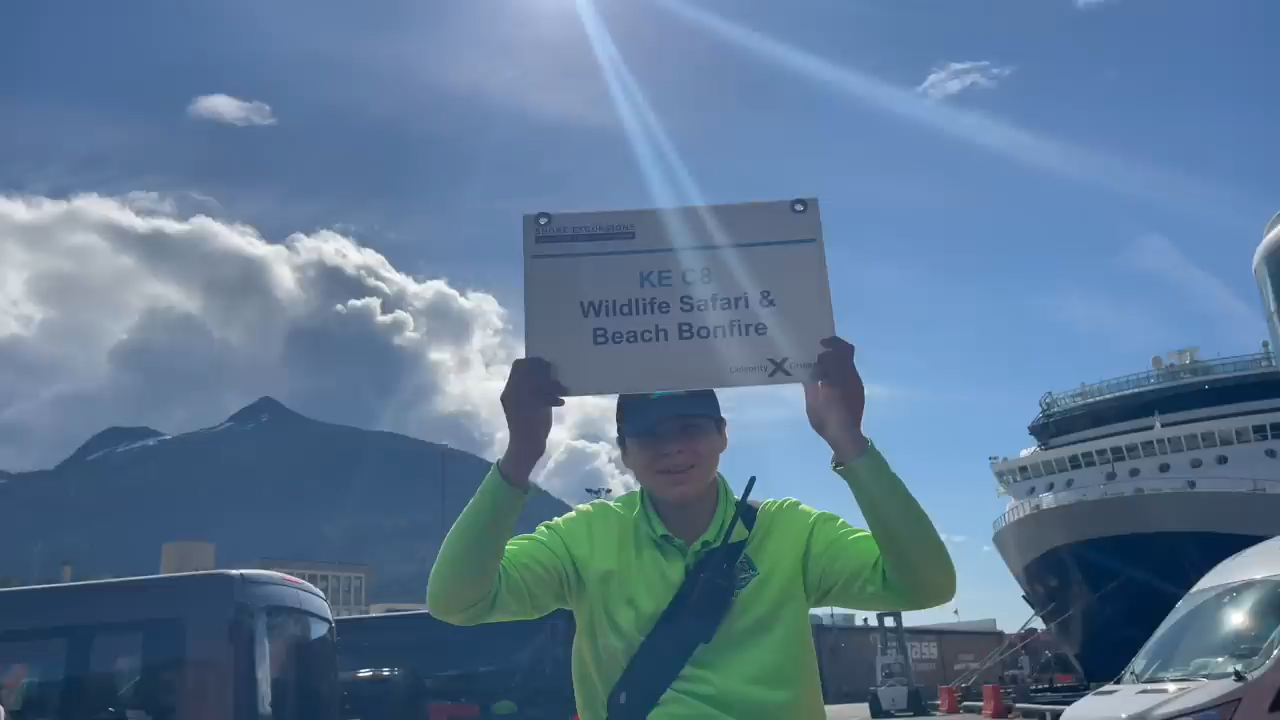 SHORE EXCURSIONS
KE C8
Wildlife Safari &
Beach Bonfire
Celebrity X Cruises